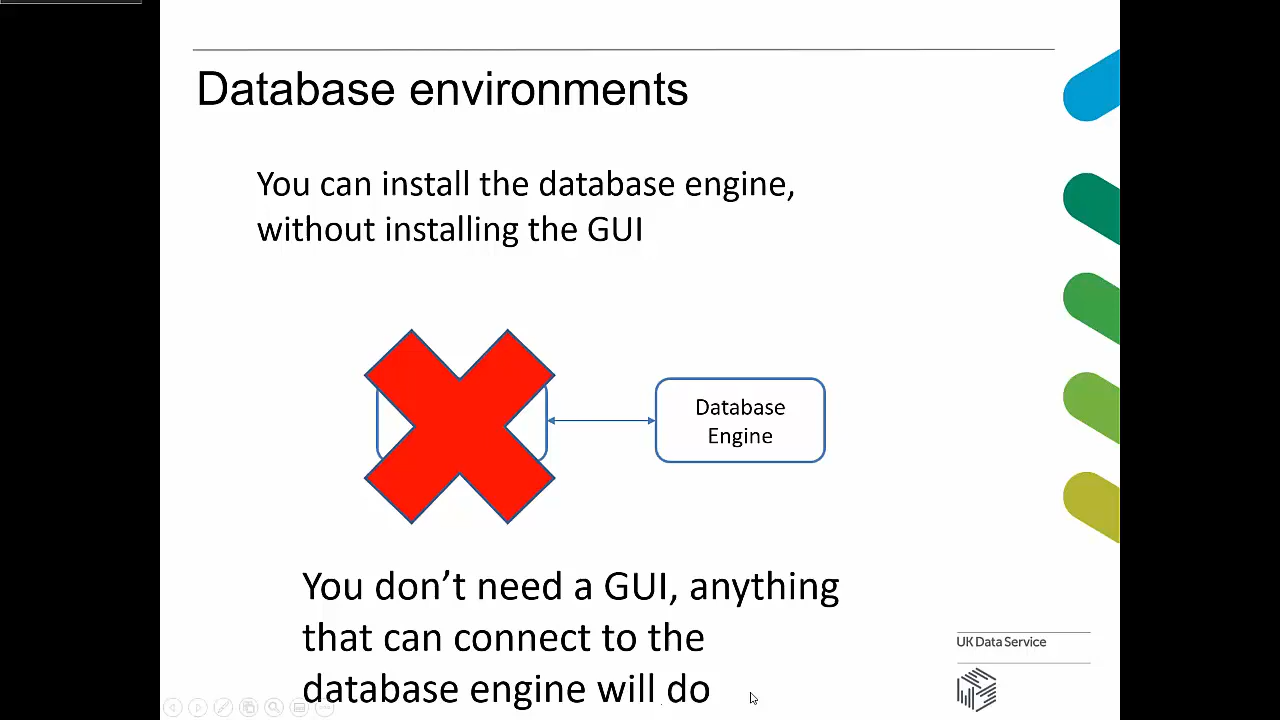 Database environments
You can install the database engine,
without installing the GUI
Database
Engine
You don’t need a GUI, anything
that can connect to the
database engine will do
UK Data Service